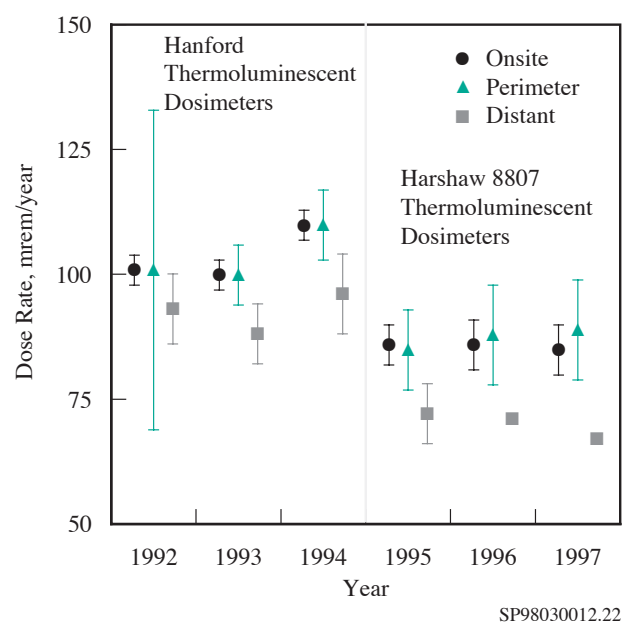 150
Hanford
Thermoluminescent
Dosimeters
Onsite
Perimeter
Distant
125
Harshaw 8807
Thermoluminescent
Dosimeters
100
75
50
Dose Rate, mrem/year
1992 1993 1994 1995 1996 1997
Year
SP98030012.22